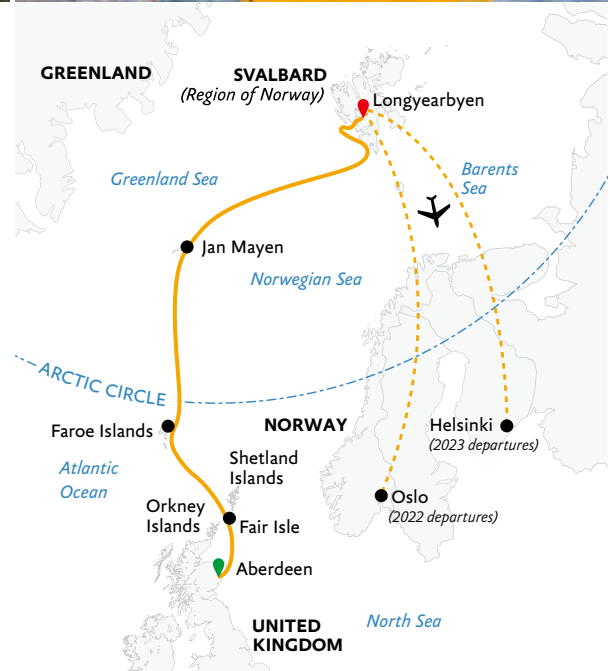 GREENLAND
SVALBARD
(Region of Norway)
Longyearbyen
Greenland Sea
Barents
Sea
Jan Mayen
Norwegian Sea
ARCTIC CIRCLE
Faroe Islands
NORWAY
Helsinki
(2023 departures)
Atlantic
Ocean
Shetland
Islands
Oslo
(2022 departures)
Orkney
Islands
Fair Isle
Aberdeen
UNITED
KINGDOM
North Sea